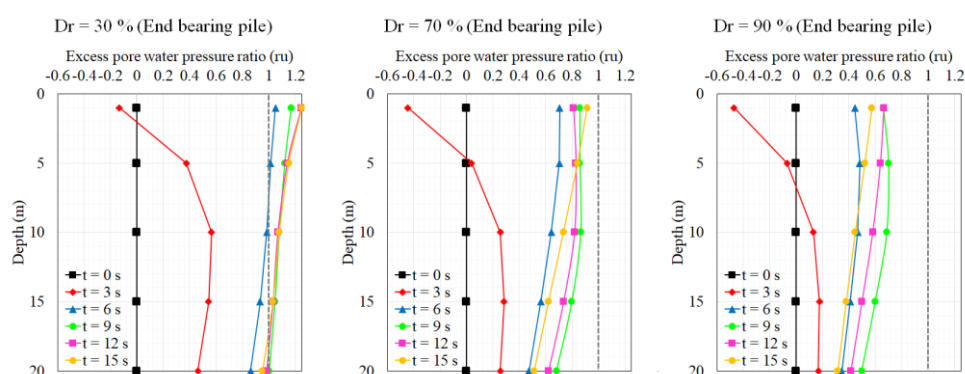 Dr = 30 % (End bearing pile)
Excess pore water pressure ratio (ru)
-0.6 -0.4 -0.2 0 0.2 0.4 0.6 0.8 1 1.2
0
5
10
15
20
Depth (m)
t = 0 s
t = 3 s
t = 6 s
t = 9 s
t = 12 s
t = 15 s
Dr = 70 % (End bearing pile)
Excess pore water pressure ratio (ru)
-0.6 -0.4 -0.2 0 0.2 0.4 0.6 0.8 1 1.2
0
5
10
15
20
Depth (m)
t = 0 s
t = 3 s
t = 6 s
t = 9 s
t = 12 s
t = 15 s
Dr = 90 % (End bearing pile)
Excess pore water pressure ratio (ru)
-0.6 -0.4 -0.2 0 0.2 0.4 0.6 0.8 1 1.2
0
5
10
15
20
Depth (m)
t = 0 s
t = 3 s
t = 6 s
t = 9 s
t = 12 s
t = 15 s